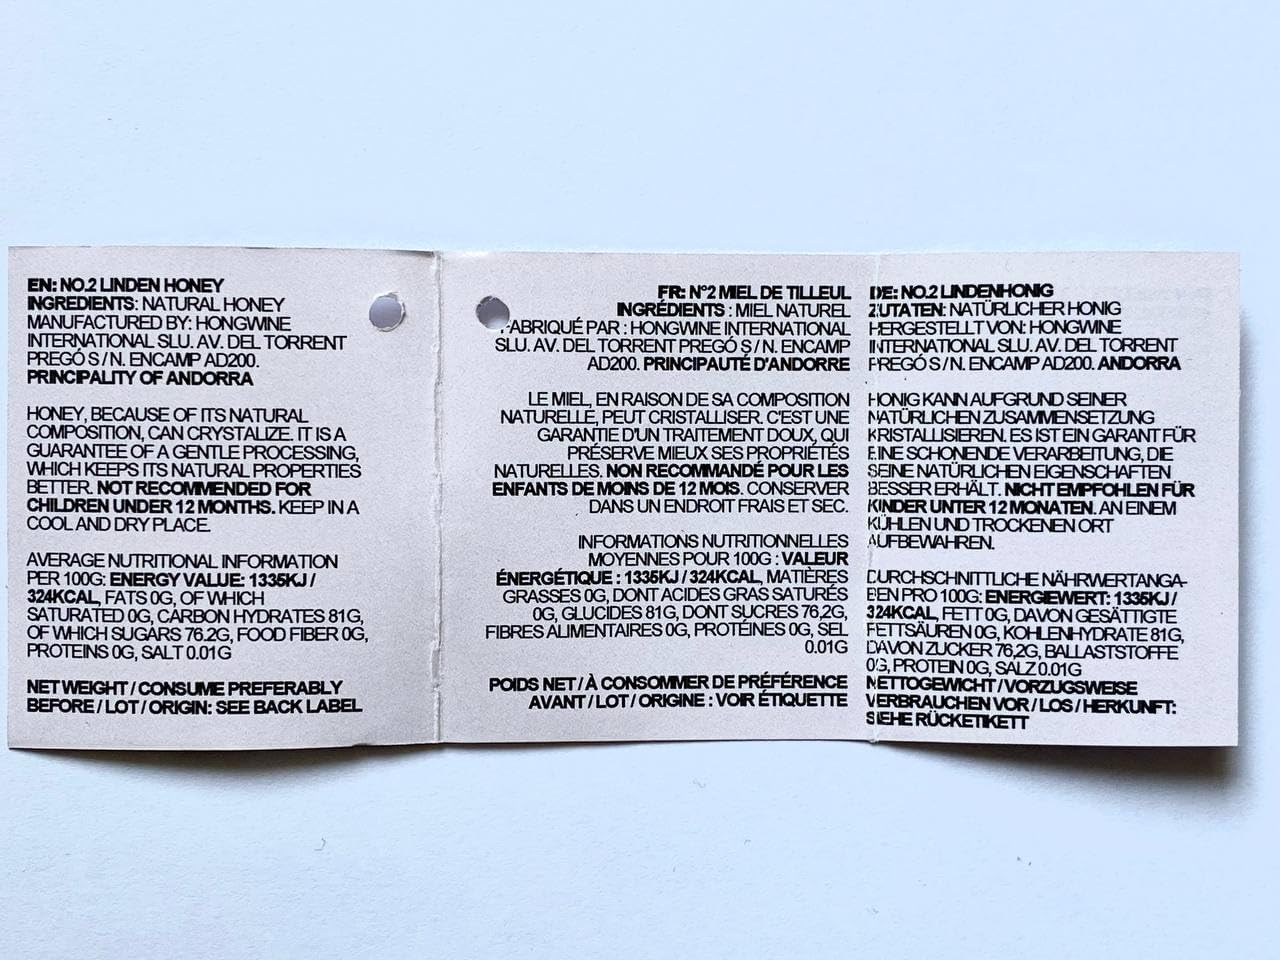 EN: NO.2 LINDEN HONEY
INGREDIENTS: NATURAL HONEY
MANUFACTURED BY: HONGWINE
INTERNATIONAL SLU. AV. DEL TORRENT
PREGÓ S / N. ENCAMP AD200.
PRINCIPALITY OF ANDORRA
HONEY, BECAUSE OF ITS NATURAL
COMPOSITION, CAN CRYSTALIZE. IT IS A
GUARANTEE OF A GENTLE PROCESSING,
WHICH KEEPS ITS NATURAL PROPERTIES
BETTER. NOT RECOMMENDED FOR
CHILDREN UNDER 12 MONTHS. KEEP IN A
COOL AND DRY PLACE.
AVERAGE NUTRITIONAL INFORMATION
PER 100G: ENERGY VALUE: 1335KJ /
324KCAL, FATS 0G, OF WHICH
SATURATED 0G, CARBON HYDRATES 81G,
OF WHICH SUGARS 76.2G, FOOD FIBER 0G,
PROTEINS 0G, SALT 0.01G
NET WEIGHT / CONSUME PREFERABLY
BEFORE / LOT / ORIGIN: SEE BACK LABEL
FR: N°2 MIEL DE TILLEUL
INGRÉDIENTS : MIEL NATUREL
FABRIQUÉ PAR : HONGWINE INTERNATIONAL
SLU. AV. DEL TORRENT PREGÓ S / N. ENCAMP
AD200. PRINCIPAUTÉ D'ANDORRE
LE MIEL, EN RAISON DE SA COMPOSITION
NATURELLE, PEUT CRISTALLISER. C'EST UNE
GARANTIE D'UN TRAITEMENT DOUX, QUI
PRÉSERVE MIEUX SES PROPRIÉTÉS
NATURELLES. NON RECOMMANDÉ POUR LES
ENFANTS DE MOINS DE 12 MOIS. CONSERVER
DANS UN ENDROIT FRAIS ET SEC.
INFORMATIONS NUTRITIONNELLES
MOYENNES POUR 100G : VALEUR
ÉNERGÉTIQUE : 1335KJ / 324KCAL, MATIÈRES
GRASSES 0G, DONT ACIDES GRAS SATURÉS
0G, GLUCIDES 81G, DONT SUCRES 76,2G,
FIBRES ALIMENTAIRES 0G, PROTÉINES 0G, SEL
0.01G
POIDS NET / À CONSOMMER DE PRÉFÉRENCE
AVANT / LOT / ORIGINE : VOIR ÉTIQUETTE
DE: NO.2 LINDENHONIG
ZUTATEN: NATÜRLICHER HONIG
HERGESTELLT VON: HONGWINE
INTERNATIONAL SLU. AV. DEL TORRENT
PREGÓ S / N. ENCAMP AD200. ANDORRA
HONIG KANN AUFGRUND SEINER
NATÜRLICHEN ZUSAMMENSETZUNG
KRISTALLISIEREN. ES IST EIN GARANT FÜR
EINE SCHONENDE VERARBEITUNG, DIE
SEINE NATÜRLICHEN EIGENSCHAFTEN
BESSER ERHÄLT. NICHT EMPFOHLEN FÜR
KINDER UNTER 12 MONATEN. AN EINEM
KÜHLEN UND TROCKENEN ORT
AUFBEWAHREN.
DURCHSCHNITTLICHE NÄHRWERTANGA-
BEN PRO 100G: ENERGIEWERT: 1335KJ /
324KCAL, FETT 0G, DAVON GESÄTTIGTE
FETTSÄUREN 0G, KOHLENHYDRATE 81G,
DAVON ZUCKER 76,2G, BALLASTSTOFFE
0G, PROTEIN 0G, SALZ 0.01G
NETTOGEWICHT / VORZUGSWEISE
VERBRAUCHEN VOR / LOS / HERKUNFT:
SIEHE RÜCKETIKETT